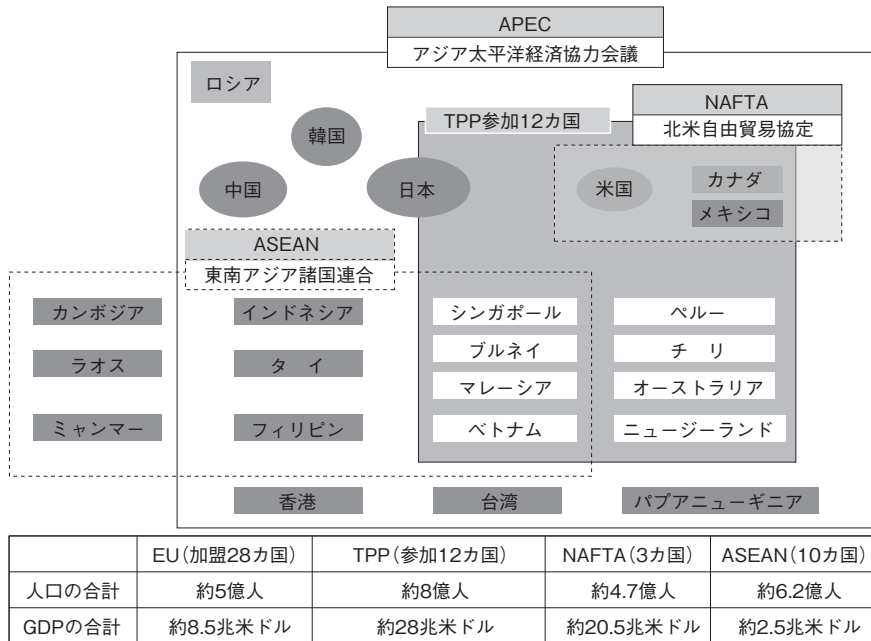 APEC
アジア太平洋経済協力会議
ロシア
NAFTA
北米自由貿易協定
TPP参加12カ国
韓国
中国
日本
米国
カナダ
メキシコ
ASEAN
東南アジア諸国連合
カンボジア
インドネシア
シンガポール
ペルー
ラオス
タ イ
ブルネイ
チ リ
マレーシア
オーストラリア
ミャンマー
フィリピン
ベトナム
ニュージーランド
香港
台湾
パプアニューギニア
EU(加盟28カ国) TPP(参加12カ国) NAFTA(3カ国) ASEAN(10カ国)
人口の合計 約5億人 約8億人 約4.7億人 約6.2億人
GDPの合計 約8.5兆米ドル 約28兆米ドル 約20.5兆米ドル 約2.5兆米ドル